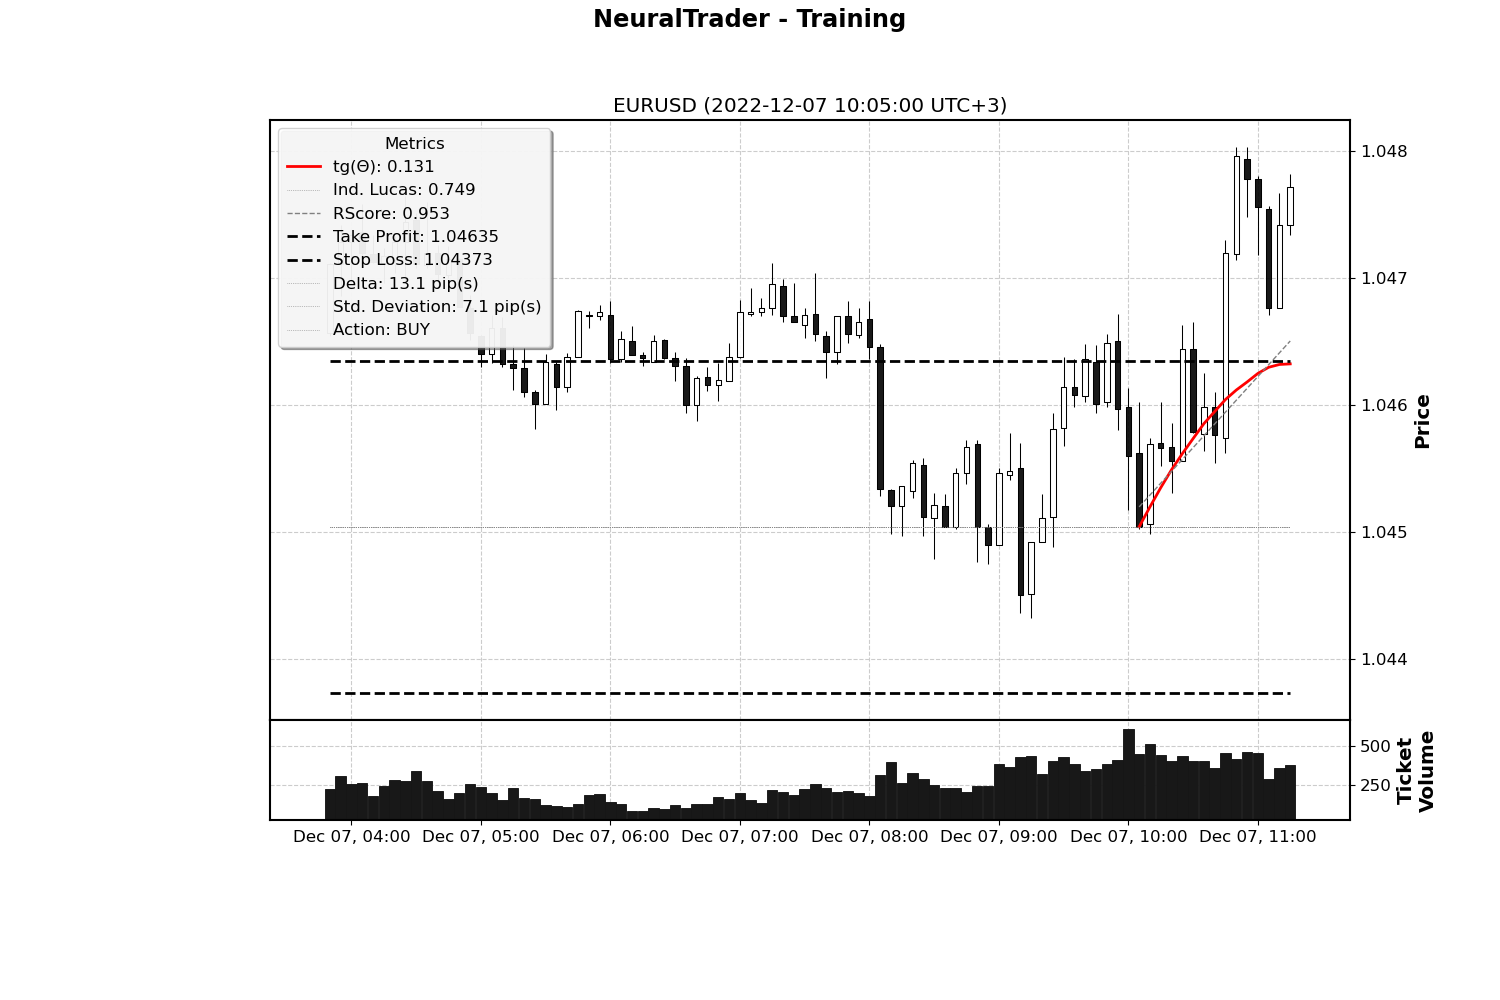 NeuralTrader - Training
EURUSD (2022-12-07 10:05:00 UTC+3)
Metrics
tg(Θ): 0.131
Ind. Lucas: 0.749
RScore: 0.953
Take Profit: 1.04635
Stop Loss: 1.04373
Delta: 13.1 pip(s)
Std. Deviation: 7.1 pip(s)
Action: BUY
1.048
1.047
1.046
1.045
1.044
Price
500
250
Ticket
Volume
Dec 07, 04:00
Dec 07, 05:00
Dec 07, 06:00
Dec 07, 07:00
Dec 07, 08:00
Dec 07, 09:00
Dec 07, 10:00
Dec 07, 11:00